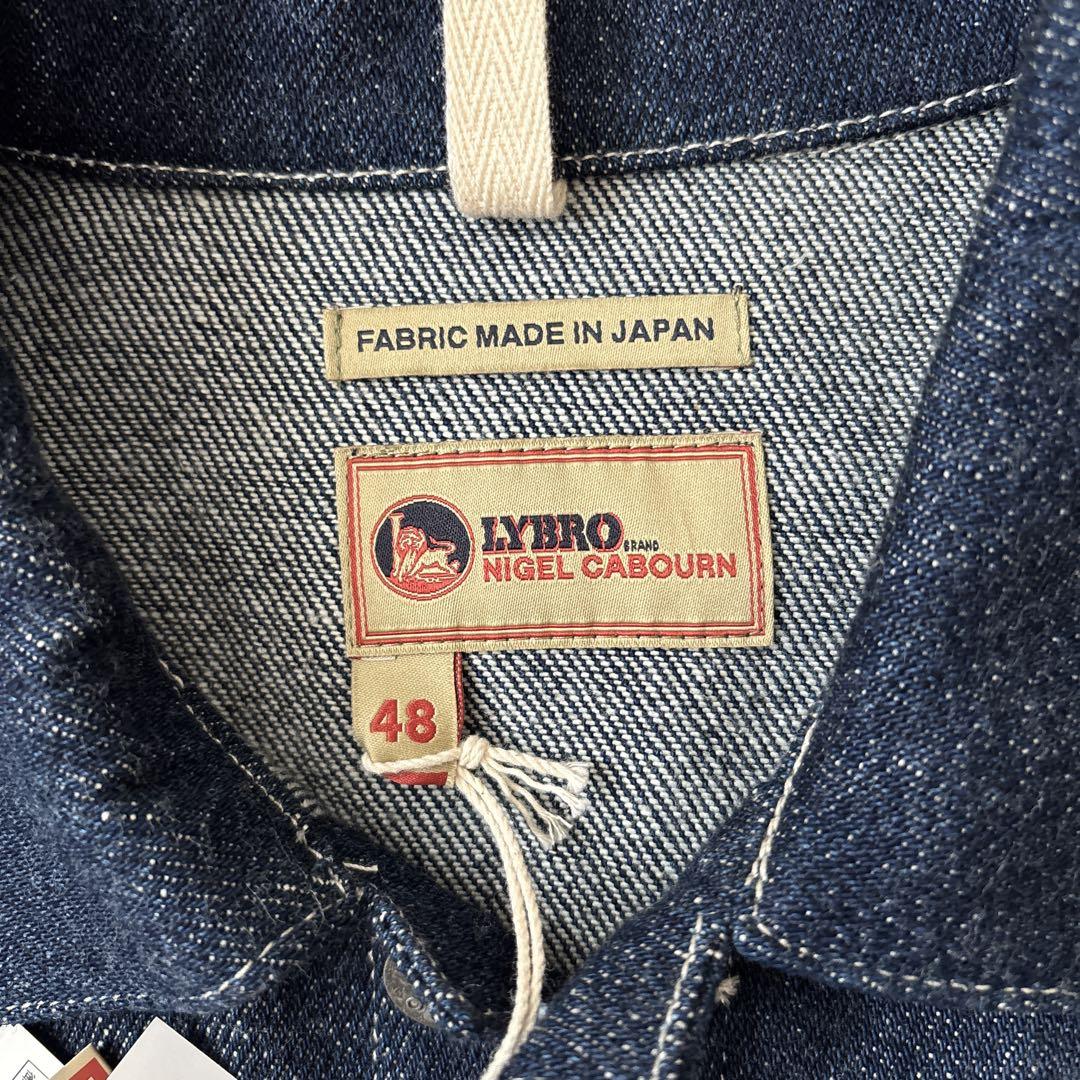 FABRIC MADE IN JAPAN
LYBRO
BRAND
NIGEL CABOURN
48